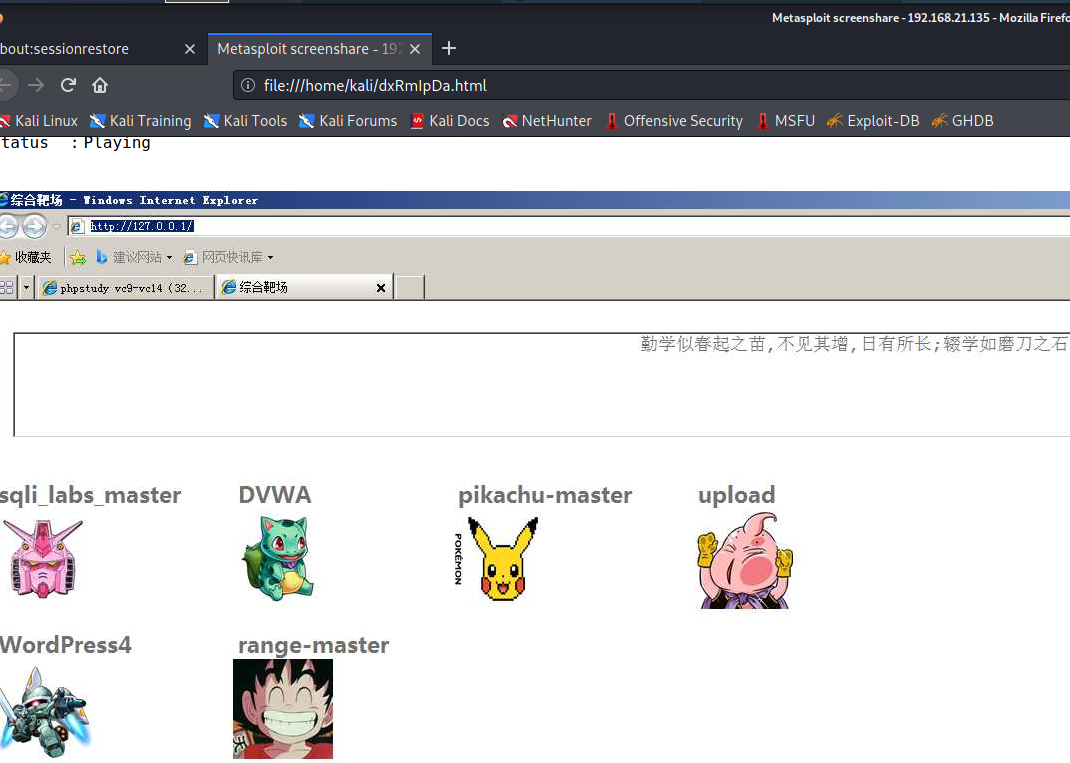 Metasploit screenshare - 192.168.21.135 - Mozilla Firefo
bout:sessionrestore
Metasploit screenshare - 192
file:///home/kali/dxRmIpDa.html
Kali Linux Kali Training Kali Tools Kali Forums Kali Docs NetHunter Offensive Security MSFU Exploit-DB GHDB
tatus : Playing
综合靶场 - Windows Internet Explorer
http://127.0.0.1/
收藏夹 建议网站 网页快讯库
phpstudy vc9-vc14 (32... 综合靶场
勤学似春起之苗,不见其增,日有所长;辍学如磨刀之石
sqli_labs_master DVWA pikachu-master upload
POKÉMON
WordPress4 range-master